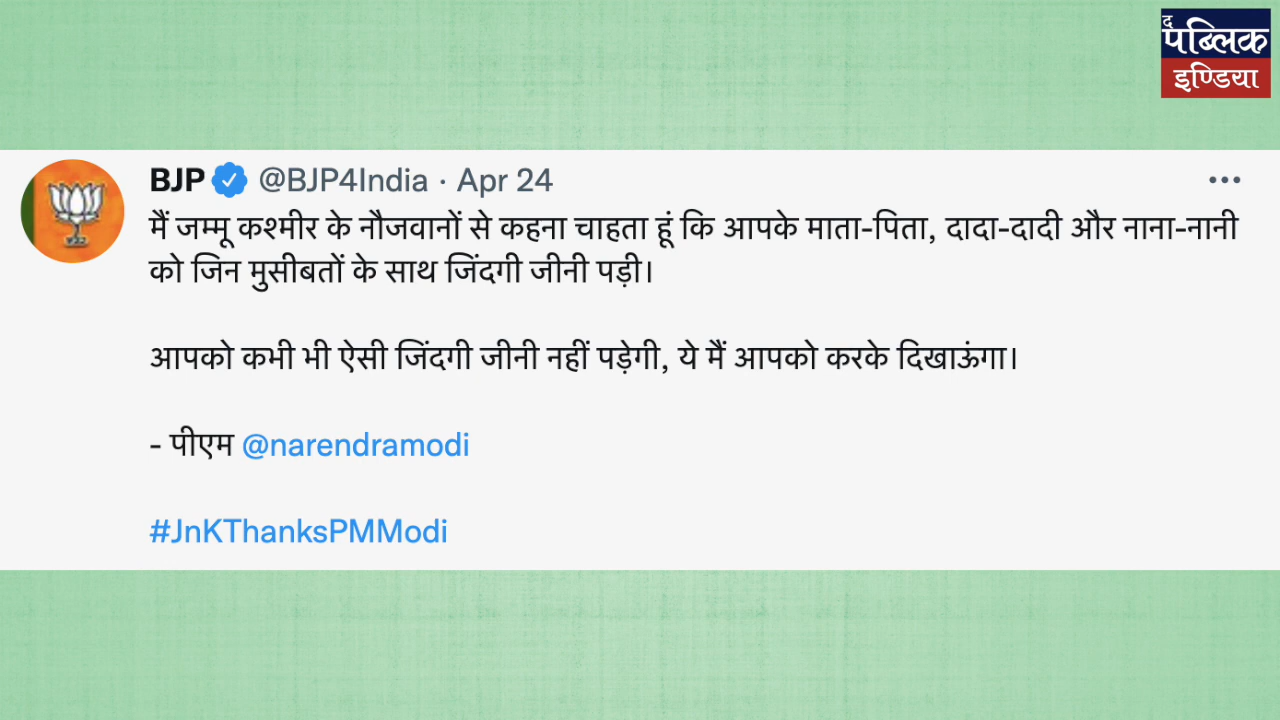 द
पब्लिक
इण्डिया
BJP @BJP4India · Apr 24
मैं जम्मू कश्मीर के नौजवानों से कहना चाहता हूं कि आपके माता-पिता, दादा-दादी और नाना-नानी
को जिन मुसीबतों के साथ जिंदगी जीनी पड़ी।
आपको कभी भी ऐसी जिंदगी जीनी नहीं पड़ेगी, ये मैं आपको करके दिखाऊंगा।
- पीएम @narendramodi
#JnKThanksPMModi